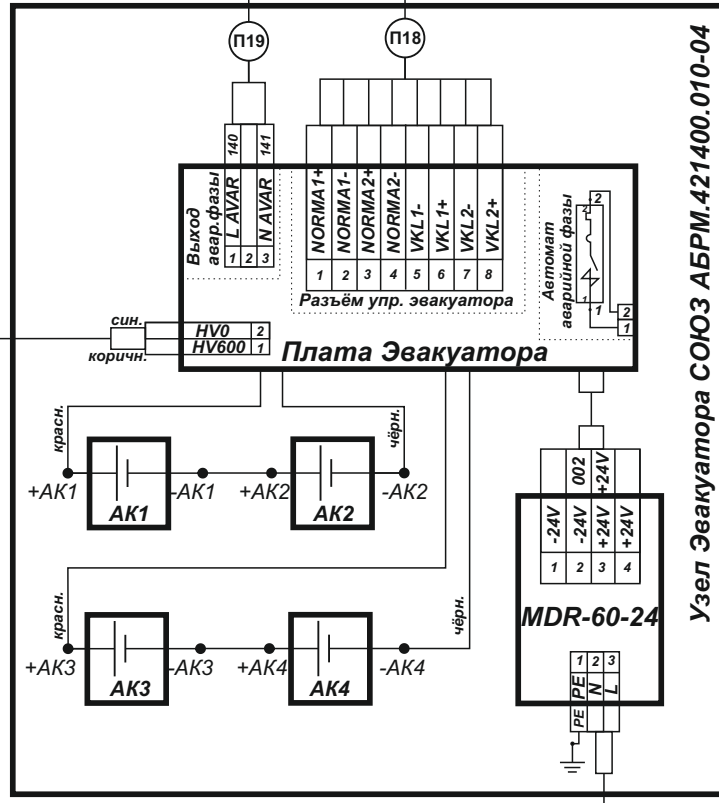 П19
П18
140
141
L AVAR
N AVAR
1
2
3
Выход
авар.фазы
NORMA1+
NORMA1-
NORMA2+
NORMA2-
VKL1-
VKL1+
VKL2-
VKL2+
1
2
3
4
5
6
7
8
Разъём упр. эвакуатора
Автомат
аварийной фазы
2
2
1
1
2
1
син.
коричн.
HV0 2
HV600 1
Плата Эвакуатора
Узел Эвакуатора СОЮЗ АБРМ.421400.010-04
красн.
чёрн.
+АК1
АК1
-АК1
+АК2
АК2
-АК2
красн.
чёрн.
+АК3
АК3
-АК3
+АК4
АК4
-АК4
002
+24V
-24V
-24V
+24V
+24V
1
2
3
4
MDR-60-24
1
2
3
PE
N
L
PE